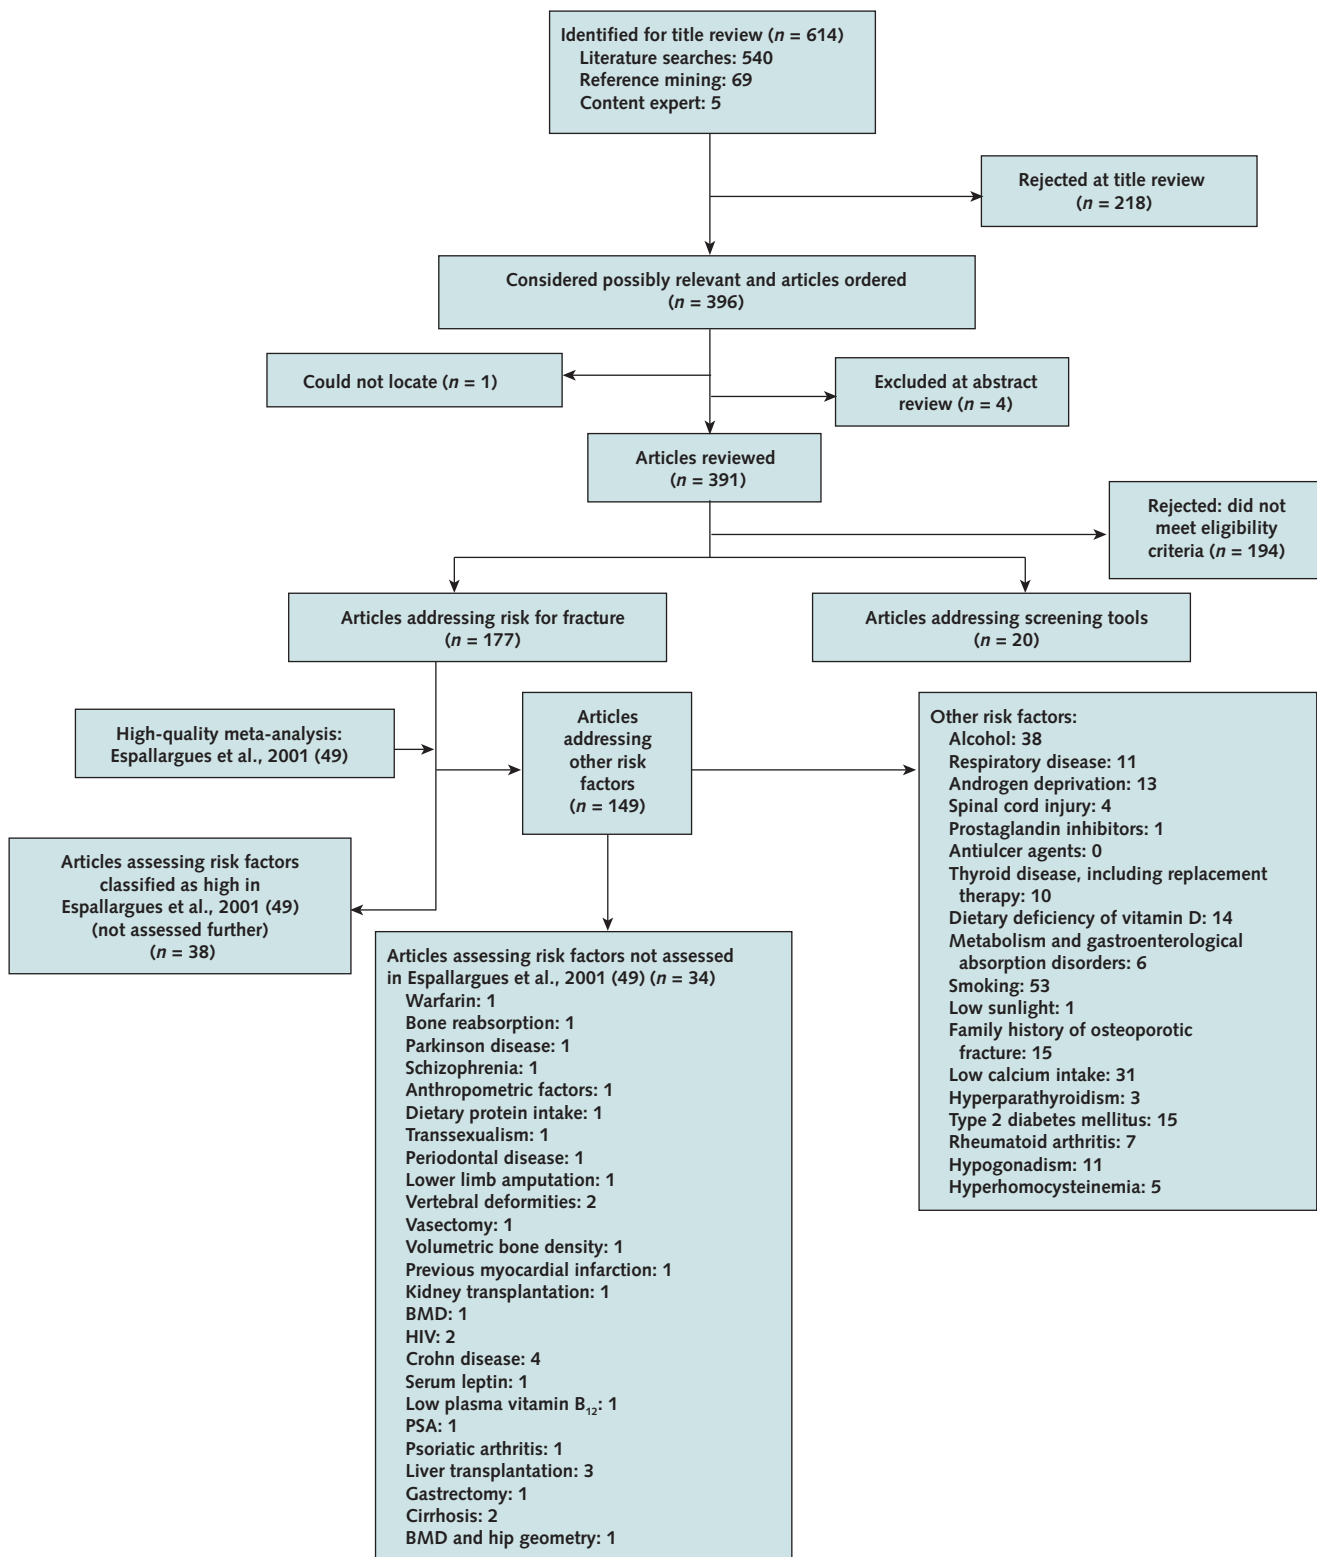 Identified for title review (n = 614)
Literature searches: 540
Reference mining: 69
Content expert: 5
Rejected at title review
(n = 218)
Considered possibly relevant and articles ordered
(n = 396)
Could not locate (n = 1)
Excluded at abstract
review (n = 4)
Articles reviewed
(n = 391)
Rejected: did not
meet eligibility
criteria (n = 194)
Articles addressing risk for fracture
(n = 177)
Articles addressing screening tools
(n = 20)
High-quality meta-analysis:
Espallargues et al., 2001 (49)
Articles
addressing
other risk
factors
(n = 149)
Other risk factors:
Alcohol: 38
Respiratory disease: 11
Androgen deprivation: 13
Spinal cord injury: 4
Prostaglandin inhibitors: 1
Antiulcer agents: 0
Thyroid disease, including replacement
therapy: 10
Dietary deficiency of vitamin D: 14
Metabolism and gastroenterological
absorption disorders: 6
Smoking: 53
Low sunlight: 1
Family history of osteoporotic
fracture: 15
Low calcium intake: 31
Hyperparathyroidism: 3
Type 2 diabetes mellitus: 15
Rheumatoid arthritis: 7
Hypogonadism: 11
Hyperhomocysteinemia: 5
Articles assessing risk factors
classified as high in
Espallargues et al., 2001 (49)
(not assessed further)
(n = 38)
Articles assessing risk factors not assessed
in Espallargues et al., 2001 (49) (n = 34)
Warfarin: 1
Bone reabsorption: 1
Parkinson disease: 1
Schizophrenia: 1
Anthropometric factors: 1
Dietary protein intake: 1
Transsexualism: 1
Periodontal disease: 1
Lower limb amputation: 1
Vertebral deformities: 2
Vasectomy: 1
Volumetric bone density: 1
Previous myocardial infarction: 1
Kidney transplantation: 1
BMD: 1
HIV: 2
Crohn disease: 4
Serum leptin: 1
Low plasma vitamin B₁₂: 1
PSA: 1
Psoriatic arthritis: 1
Liver transplantation: 3
Gastrectomy: 1
Cirrhosis: 2
BMD and hip geometry: 1